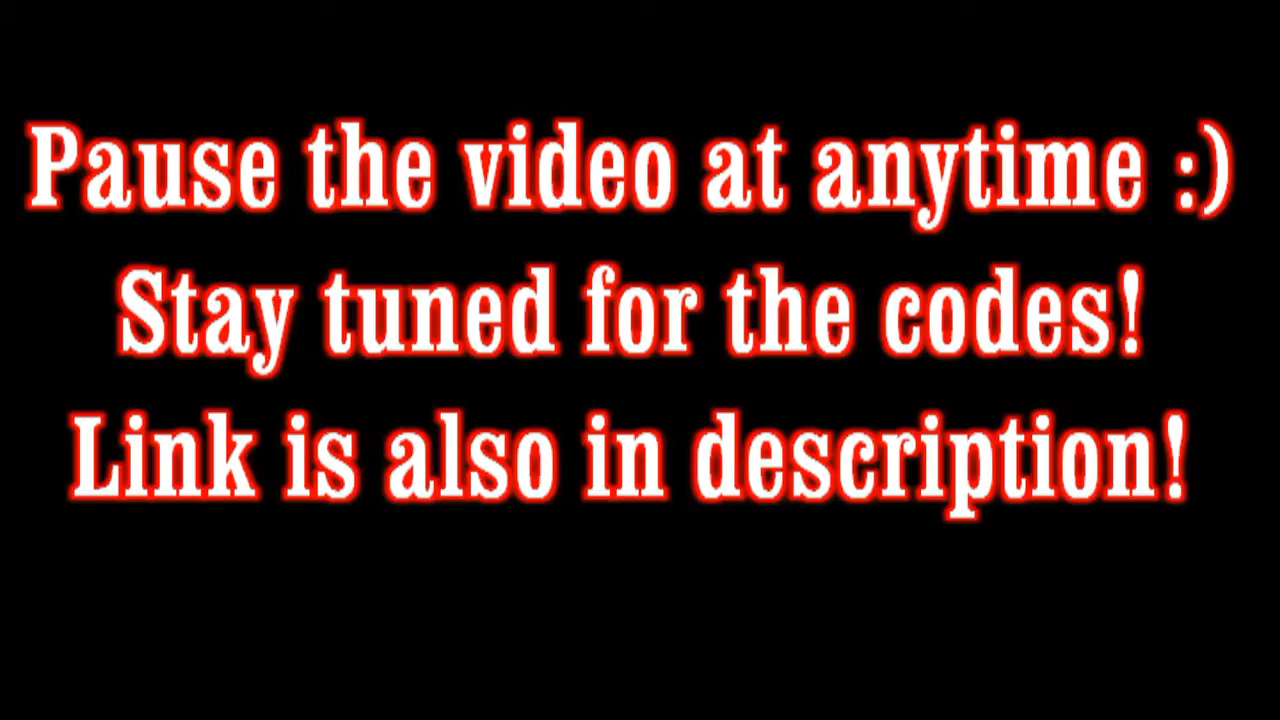 Pause the video at anytime :)
Stay tuned for the codes!
Link is also in description!